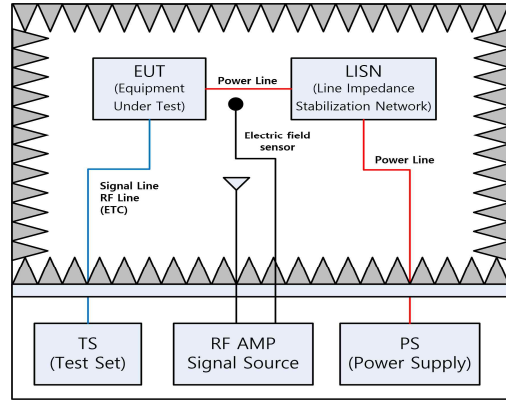 EUT
(Equipment
Under Test)
Power Line
LISN
(Line Impedance
Stabilization Network)
Electric field
sensor
Power Line
Signal Line
RF Line
(ETC)
TS
(Test Set)
RF AMP
Signal Source
PS
(Power Supply)